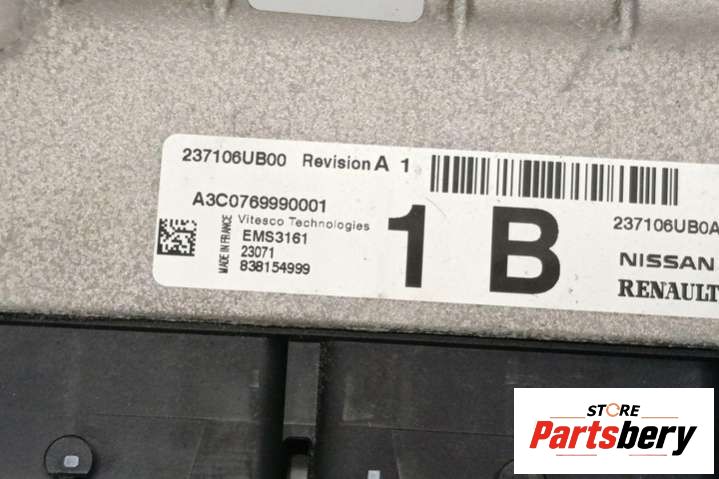 237106UB00 Revision A 1
A3C0769990001
Vitesco Technologies
EMS3161
23071
838154999
MADE IN FRANCE
1 B
237106UB0A
NISSAN
RENAULT
STORE
Partsbery